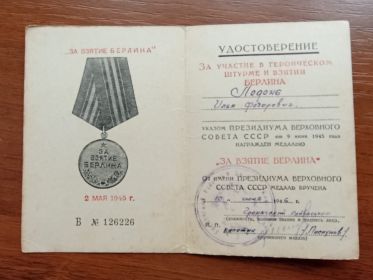 „ЗА ВЗЯТИЕ БЕРЛИНА“
ЗА
ВЗЯТИЕ
БЕРЛИНА
2 МАЯ 1945 г.
Б № 126226
УДОСТОВЕРЕНИЕ
ЗА УЧАСТИЕ В ГЕРОИЧЕСКОМ
ШТУРМЕ И ВЗЯТИИ
БЕРЛИНА
Федорович
УКАЗОМ ПРЕЗИДИУМА ВЕРХОВНОГО
СОВЕТА СССР от 9 июня 1945 года
НАГРАЖДЕН МЕДАЛЬЮ
„ЗА ВЗЯТИЕ БЕРЛИНА“
От имени ПРЕЗИДИУМА ВЕРХОВНОГО
СОВЕТА СССР МЕДАЛЬ ВРУЧЕНА
1946 г.